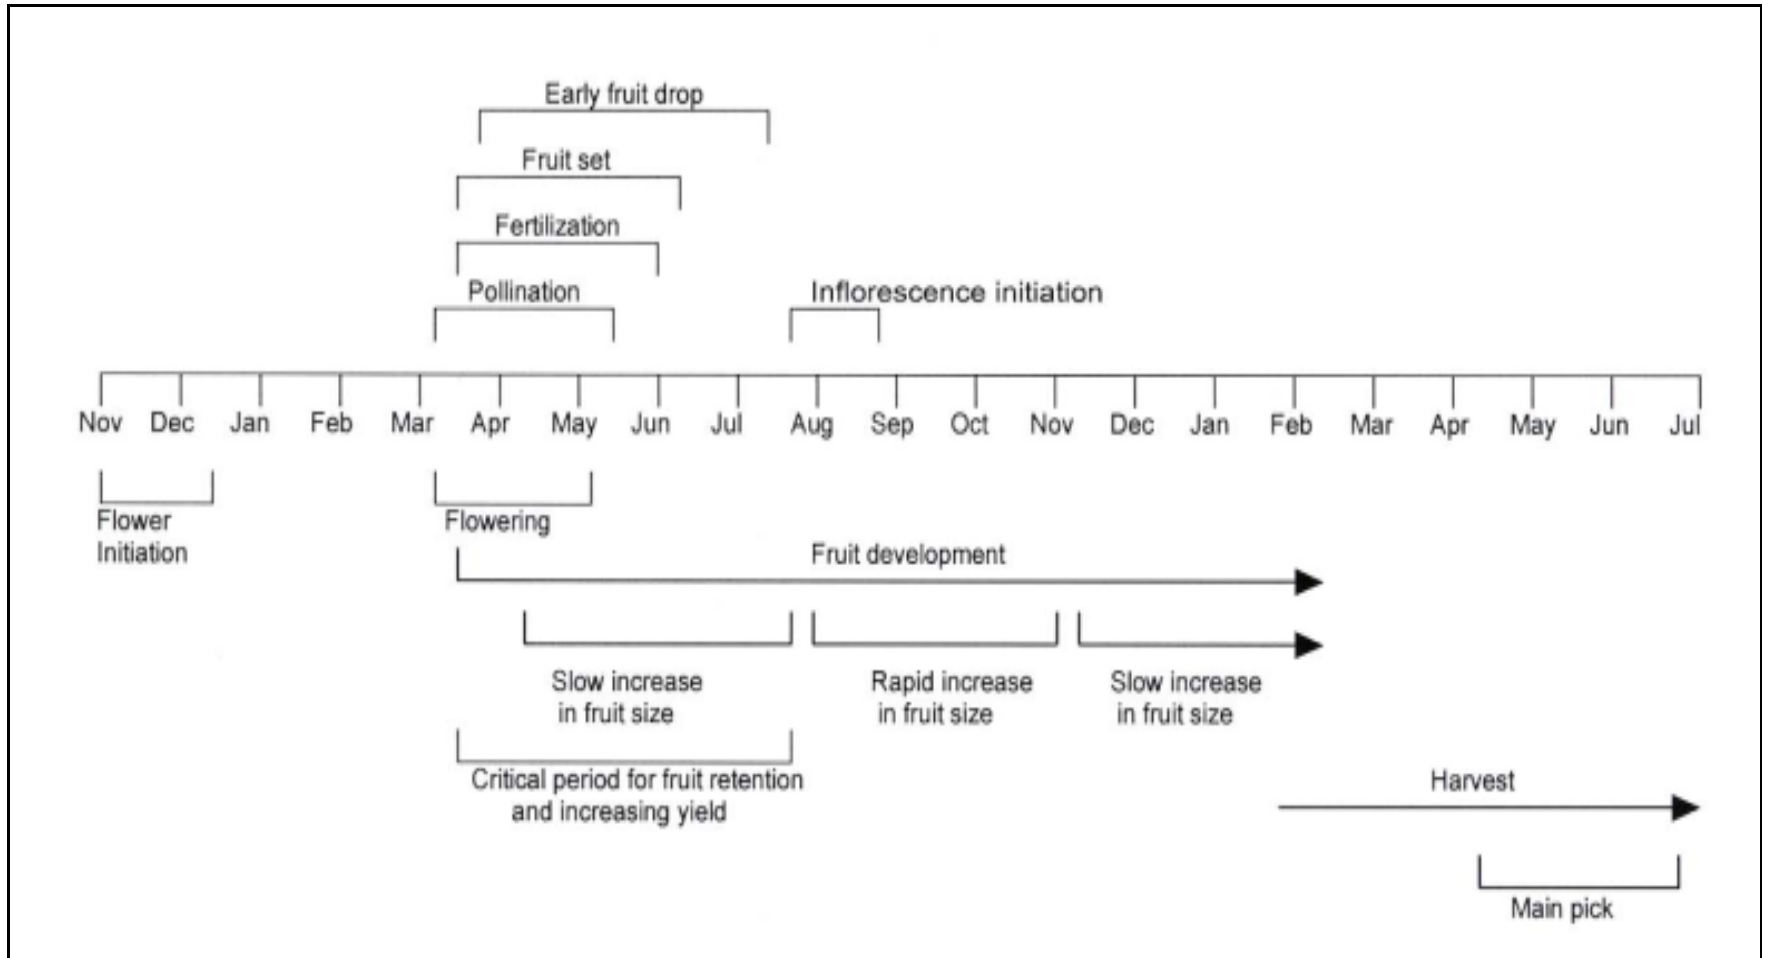 Early fruit drop
Fruit set
Fertilization
Pollination
Inflorescence initiation
Nov Dec Jan Feb Mar Apr May Jun Jul Aug Sep Oct Nov Dec Jan Feb Mar Apr May Jun Jul
Flower
Initiation
Flowering
Fruit development
Slow increase
in fruit size
Rapid increase
in fruit size
Slow increase
in fruit size
Critical period for fruit retention
and increasing yield
Harvest
Main pick